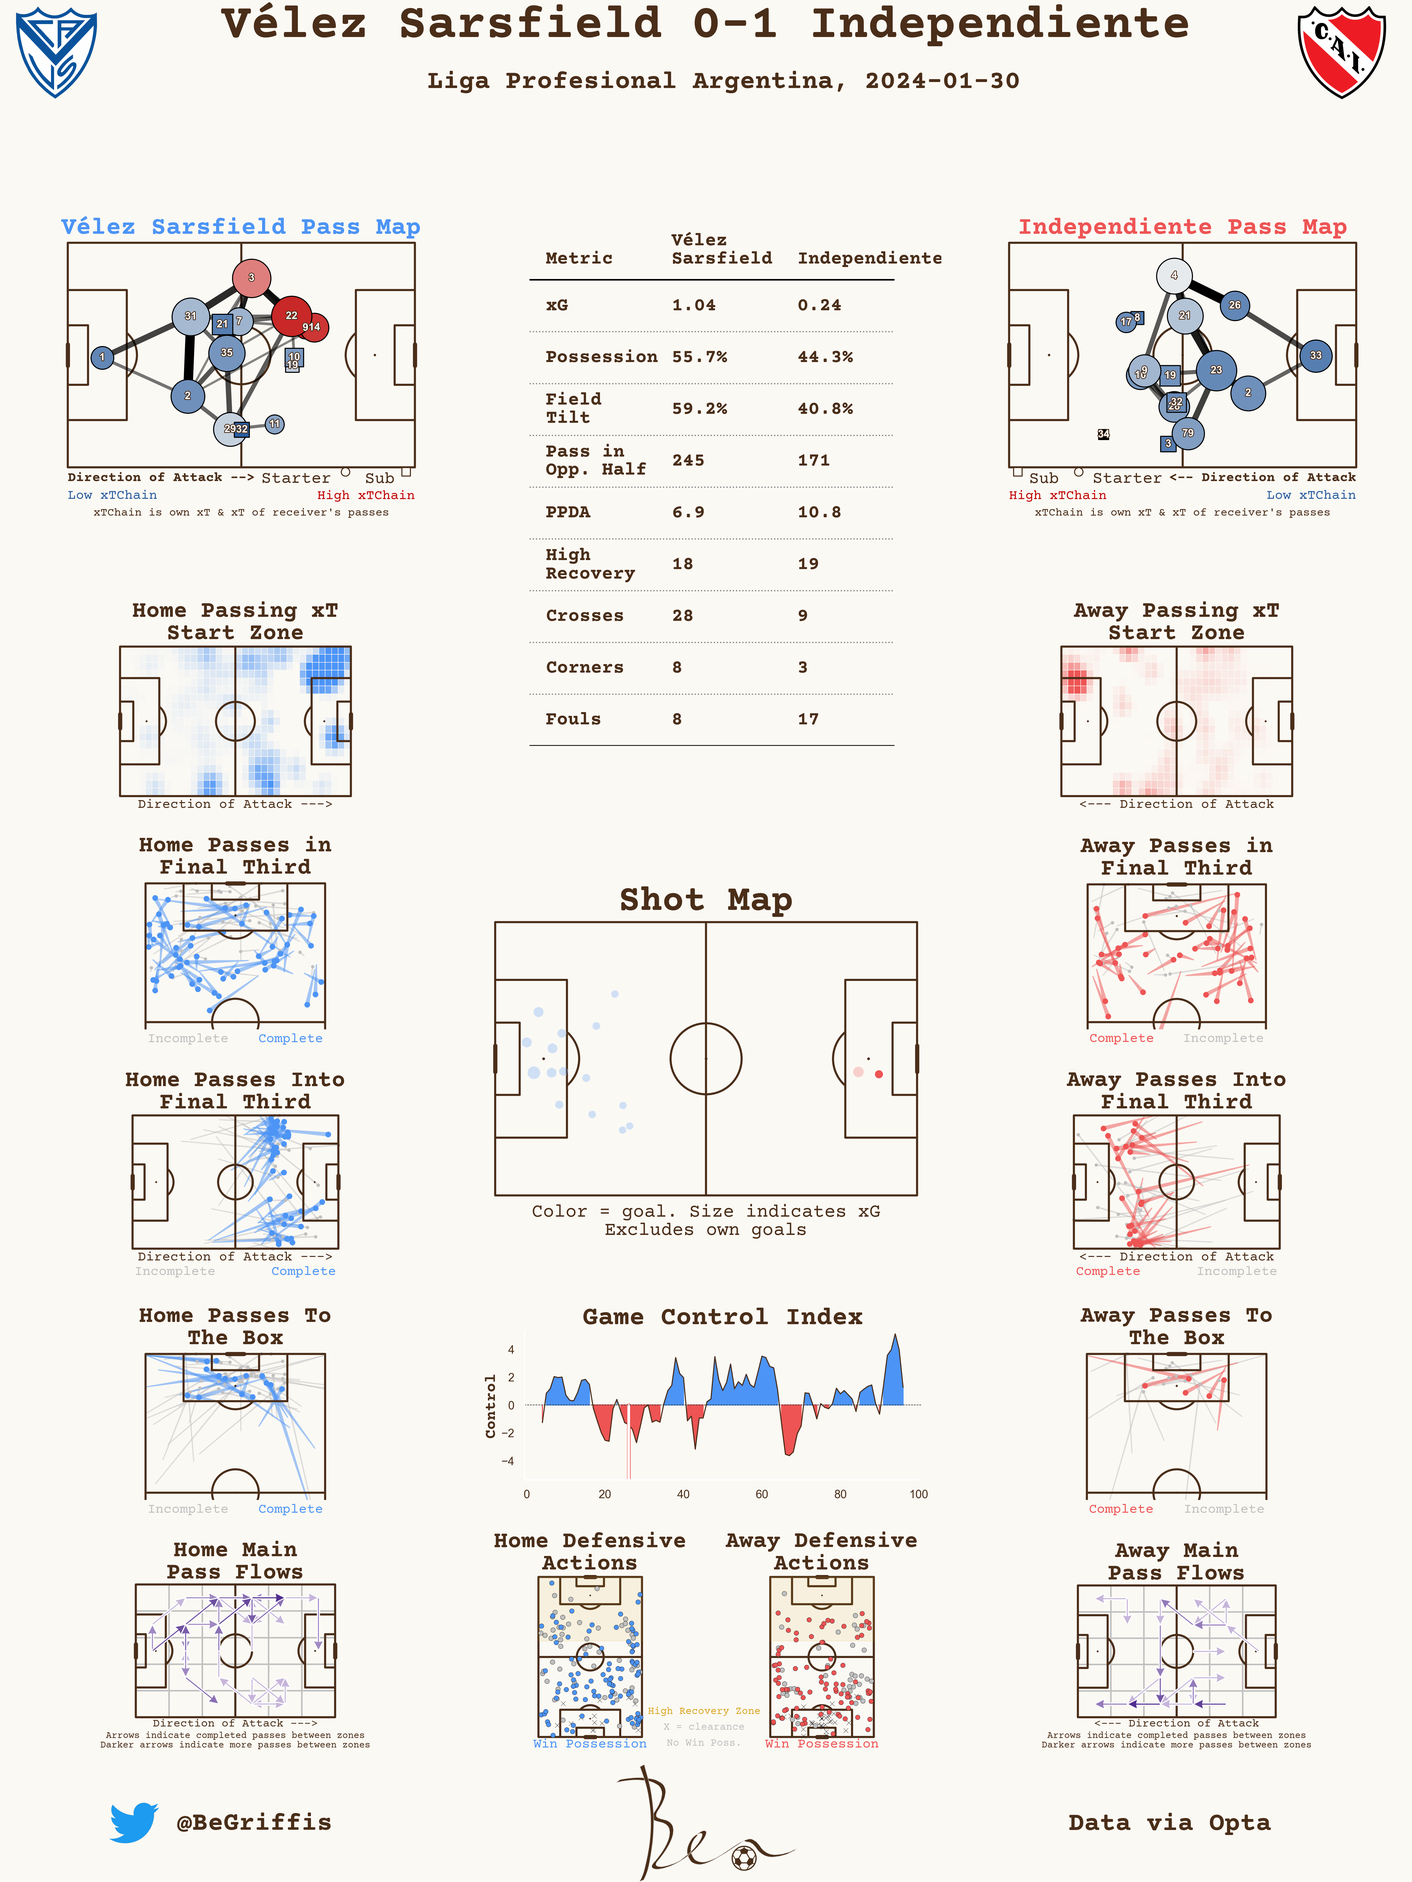 Vélez Sarsfield 0-1 Independiente
Liga Profesional Argentina, 2024-01-30
C.A.I.
Vélez Sarsfield Pass Map
3
31
21
7
22
914
1
35
10
19
2
29
32
11
Direction of Attack --> Starter Sub
Low xTChain High xTChain
xTChain is own xT & xT of receiver's passes
Metric Vélez Sarsfield Independiente
xG 1.04 0.24
Possession 55.7% 44.3%
Field Tilt 59.2% 40.8%
Pass in Opp. Half 245 171
PPDA 6.9 10.8
High Recovery 18 19
Crosses 28 9
Corners 8 3
Fouls 8 17
Independiente Pass Map
4
26
17
8
21
33
9
19
23
2
32
34
3
79
Sub Starter <-- Direction of Attack
High xTChain Low xTChain
xTChain is own xT & xT of receiver's passes
Home Passing xT
Start Zone
Direction of Attack --->
Away Passing xT
Start Zone
<--- Direction of Attack
Home Passes in
Final Third
Incomplete Complete
Away Passes in
Final Third
Complete Incomplete
Shot Map
Color = goal. Size indicates xG
Excludes own goals
Home Passes Into
Final Third
Direction of Attack --->
Incomplete Complete
Away Passes Into
Final Third
<--- Direction of Attack
Complete Incomplete
Home Passes To
The Box
Incomplete Complete
Game Control Index
Control
4
2
0
−2
−4
0 20 40 60 80 100
Away Passes To
The Box
Complete Incomplete
Home Main
Pass Flows
Direction of Attack --->
Arrows indicate completed passes between zones
Darker arrows indicate more passes between zones
Home Defensive
Actions
Win Possession
Away Defensive
Actions
Win Possession
High Recovery Zone
X = clearance
No Win Poss.
Away Main
Pass Flows
<--- Direction of Attack
Arrows indicate completed passes between zones
Darker arrows indicate more passes between zones
@BeGriffis
Ben
Data via Opta